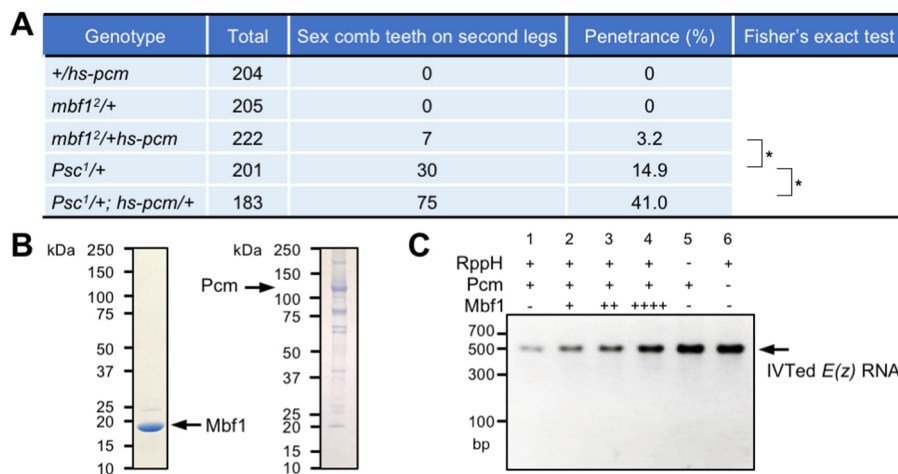 A
Genotype Total Sex comb teeth on second legs Penetrance (%) Fisher's exact test
+/hs-pcm 204 0 0
mbf1²/+ 205 0 0
mbf1²/+hs-pcm 222 7 3.2
*
Psc¹/+ 201 30 14.9
*
Psc¹/+; hs-pcm/+ 183 75 41.0
B
kDa 250
150
100
75
50
37
25
20
15
10
Mbf1
kDa 250
150
100
75
50
37
25
20
15
10
Pcm
C
1 2 3 4 5 6
RppH + + + + - +
Pcm + + + + + -
Mbf1 - + ++ ++++ - -
700
500
300
100
bp
IVTed E(z) RNA